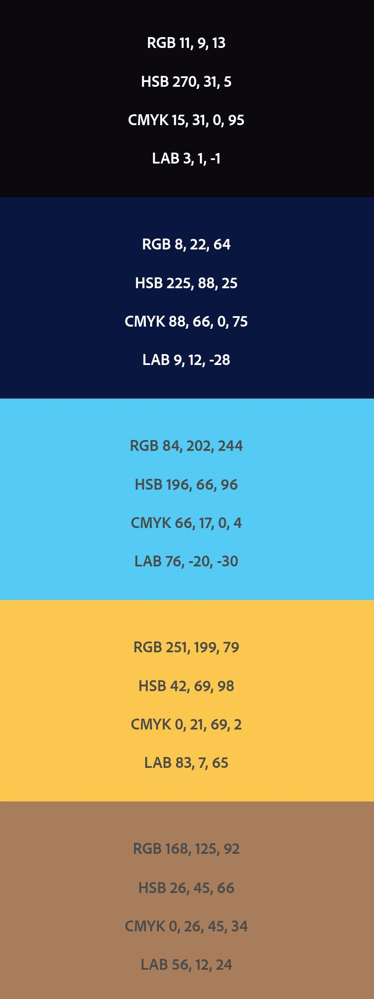 RGB 11, 9, 13
HSB 270, 31, 5
CMYK 15, 31, 0, 95
LAB 3, 1, -1
RGB 8, 22, 64
HSB 225, 88, 25
CMYK 88, 66, 0, 75
LAB 9, 12, -28
RGB 84, 202, 244
HSB 196, 66, 96
CMYK 66, 17, 0, 4
LAB 76, -20, -30
RGB 251, 199, 79
HSB 42, 69, 98
CMYK 0, 21, 69, 2
LAB 83, 7, 65
RGB 168, 125, 92
HSB 26, 45, 66
CMYK 0, 26, 45, 34
LAB 56, 12, 24